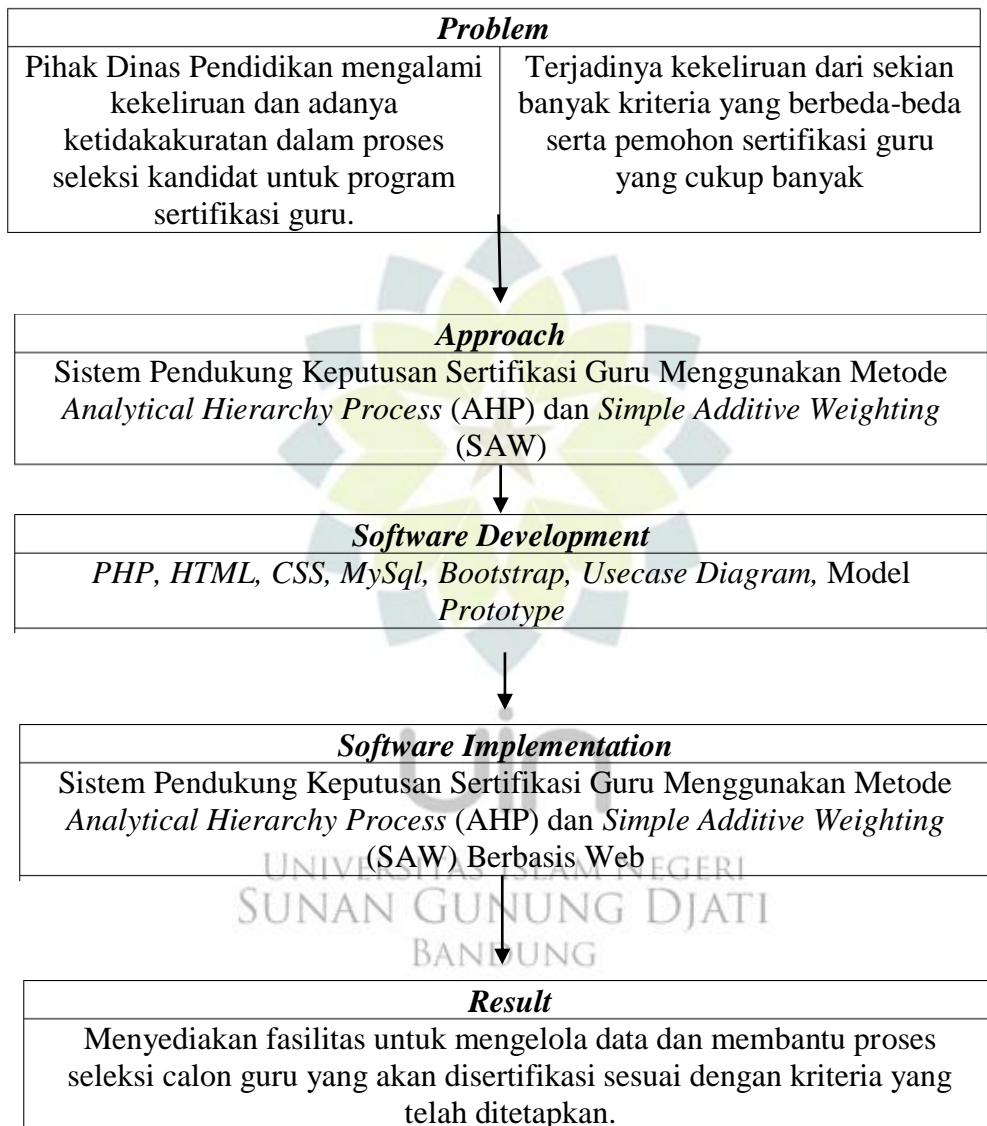 Problem
Pihak Dinas Pendidikan mengalami
kekeliruan dan adanya
ketidakakuratan dalam proses
seleksi kandidat untuk program
sertifikasi guru.
Terjadinya kekeliruan dari sekian
banyak kriteria yang berbeda-beda
serta pemohon sertifikasi guru
yang cukup banyak
Approach
Sistem Pendukung Keputusan Sertifikasi Guru Menggunakan Metode
Analytical Hierarchy Process (AHP) dan Simple Additive Weighting
(SAW)
Software Development
PHP, HTML, CSS, MySql, Bootstrap, Usecase Diagram, Model
Prototype
uin
Software Implementation
Sistem Pendukung Keputusan Sertifikasi Guru Menggunakan Metode
Analytical Hierarchy Process (AHP) dan Simple Additive Weighting
(SAW) Berbasis Web
UNIVERSITAS ISLAM NEGERI
SUNAN GUNUNG DJATI
BANDUNG
Result
Menyediakan fasilitas untuk mengelola data dan membantu proses
seleksi calon guru yang akan disertifikasi sesuai dengan kriteria yang
telah ditetapkan.